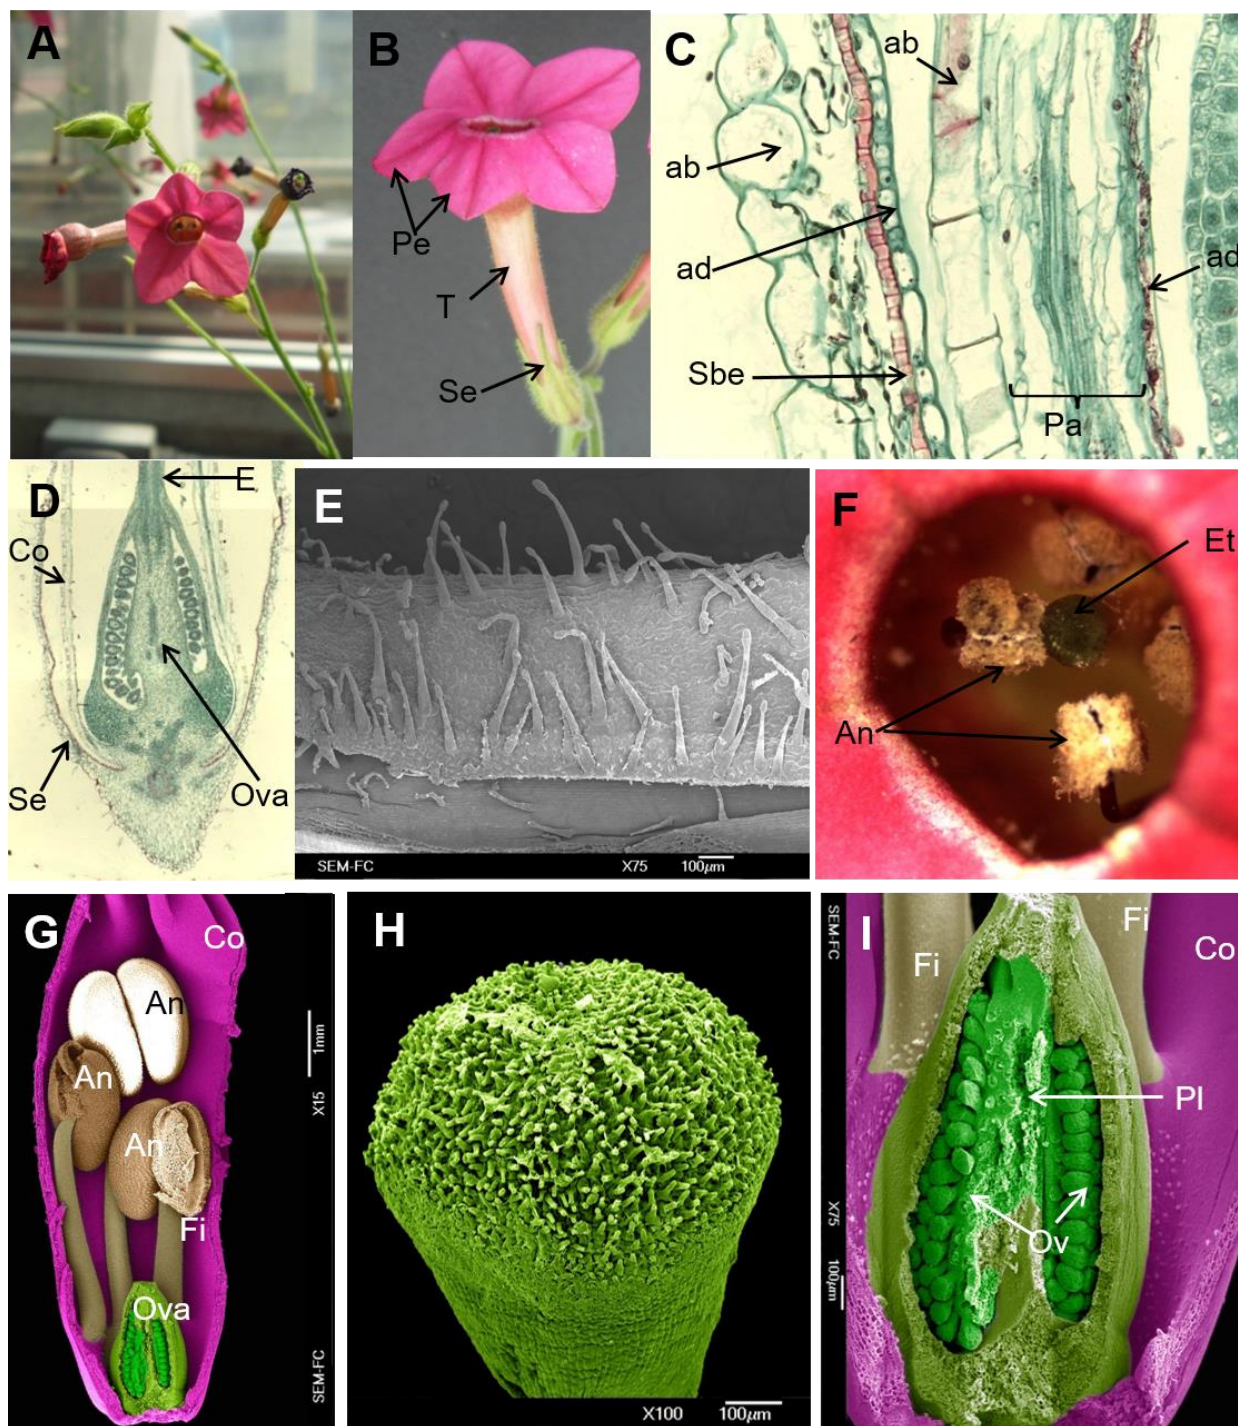 A
B
Pe
T
Se
C
ab
ab
ad
ad
Sbe
Pa
D
E
Co
Se
Ova
E
SEM-FC X75 100µm
F
Et
An
G
Co
An
An
An
Fi
Ova
1mm
X15
SEM-FC
H
X100 100µm
I
Fi
Fi
Co
Pl
Ov
SEM-FC
X75
100µm